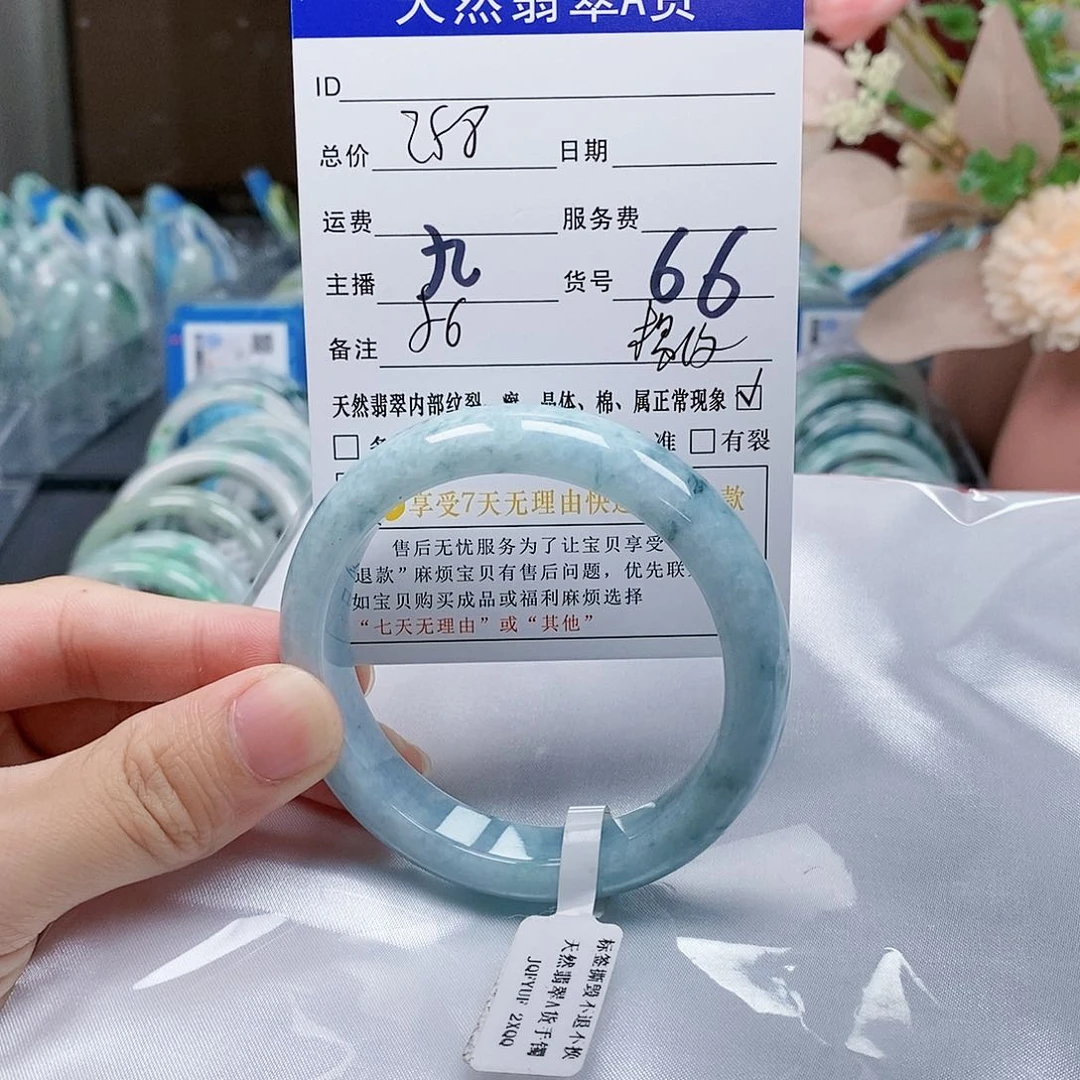 天然翡翠A货
ID
总价 258 日期
运费 服务费
主播 九 货号 66
备注 56
天然翡翠内部纹裂、 晶体、棉、属正常现象 ☑
□ 准 □有裂
享受7天无理由快 款
售后无忧服务为了让宝贝享受
退款”麻烦宝贝有售后问题，优先联
如宝贝购买成品或福利麻烦选择
“七天无理由”或“其他”
标签撕毁不退不换
天然翡翠A货手镯